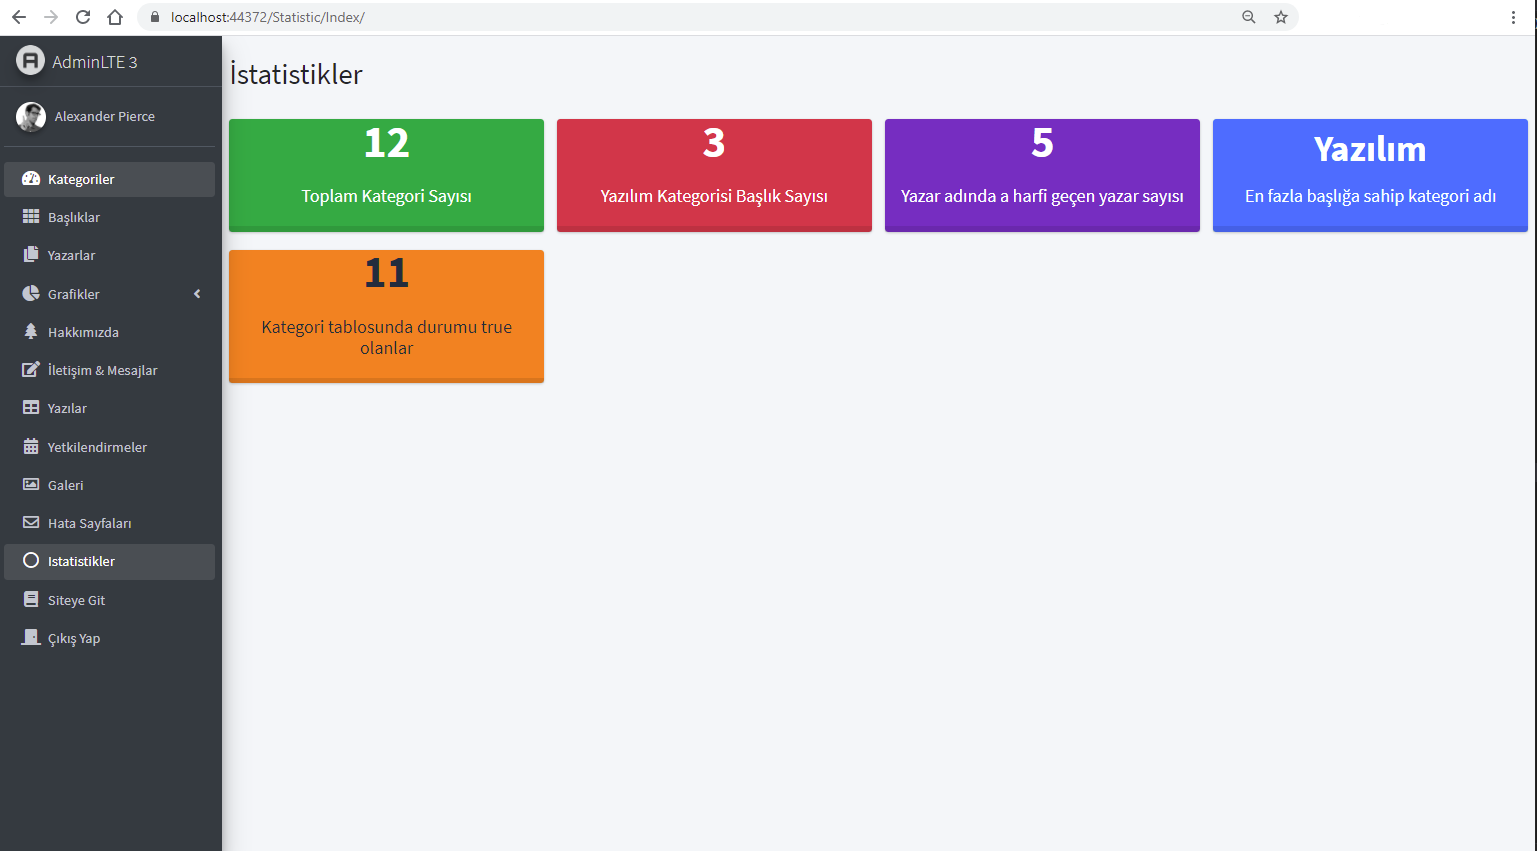 localhost:44372/Statistic/Index/
AdminLTE 3
Alexander Pierce
Kategoriler
Başlıklar
Yazarlar
Grafikler
Hakkımızda
İletişim & Mesajlar
Yazılar
Yetkilendirmeler
Galeri
Hata Sayfaları
Istatistikler
Siteye Git
Çıkış Yap
İstatistikler
12
Toplam Kategori Sayısı
3
Yazılım Kategorisi Başlık Sayısı
5
Yazar adında a harfi geçen yazar sayısı
Yazılım
En fazla başlığa sahip kategori adı
11
Kategori tablosunda durumu true
olanlar